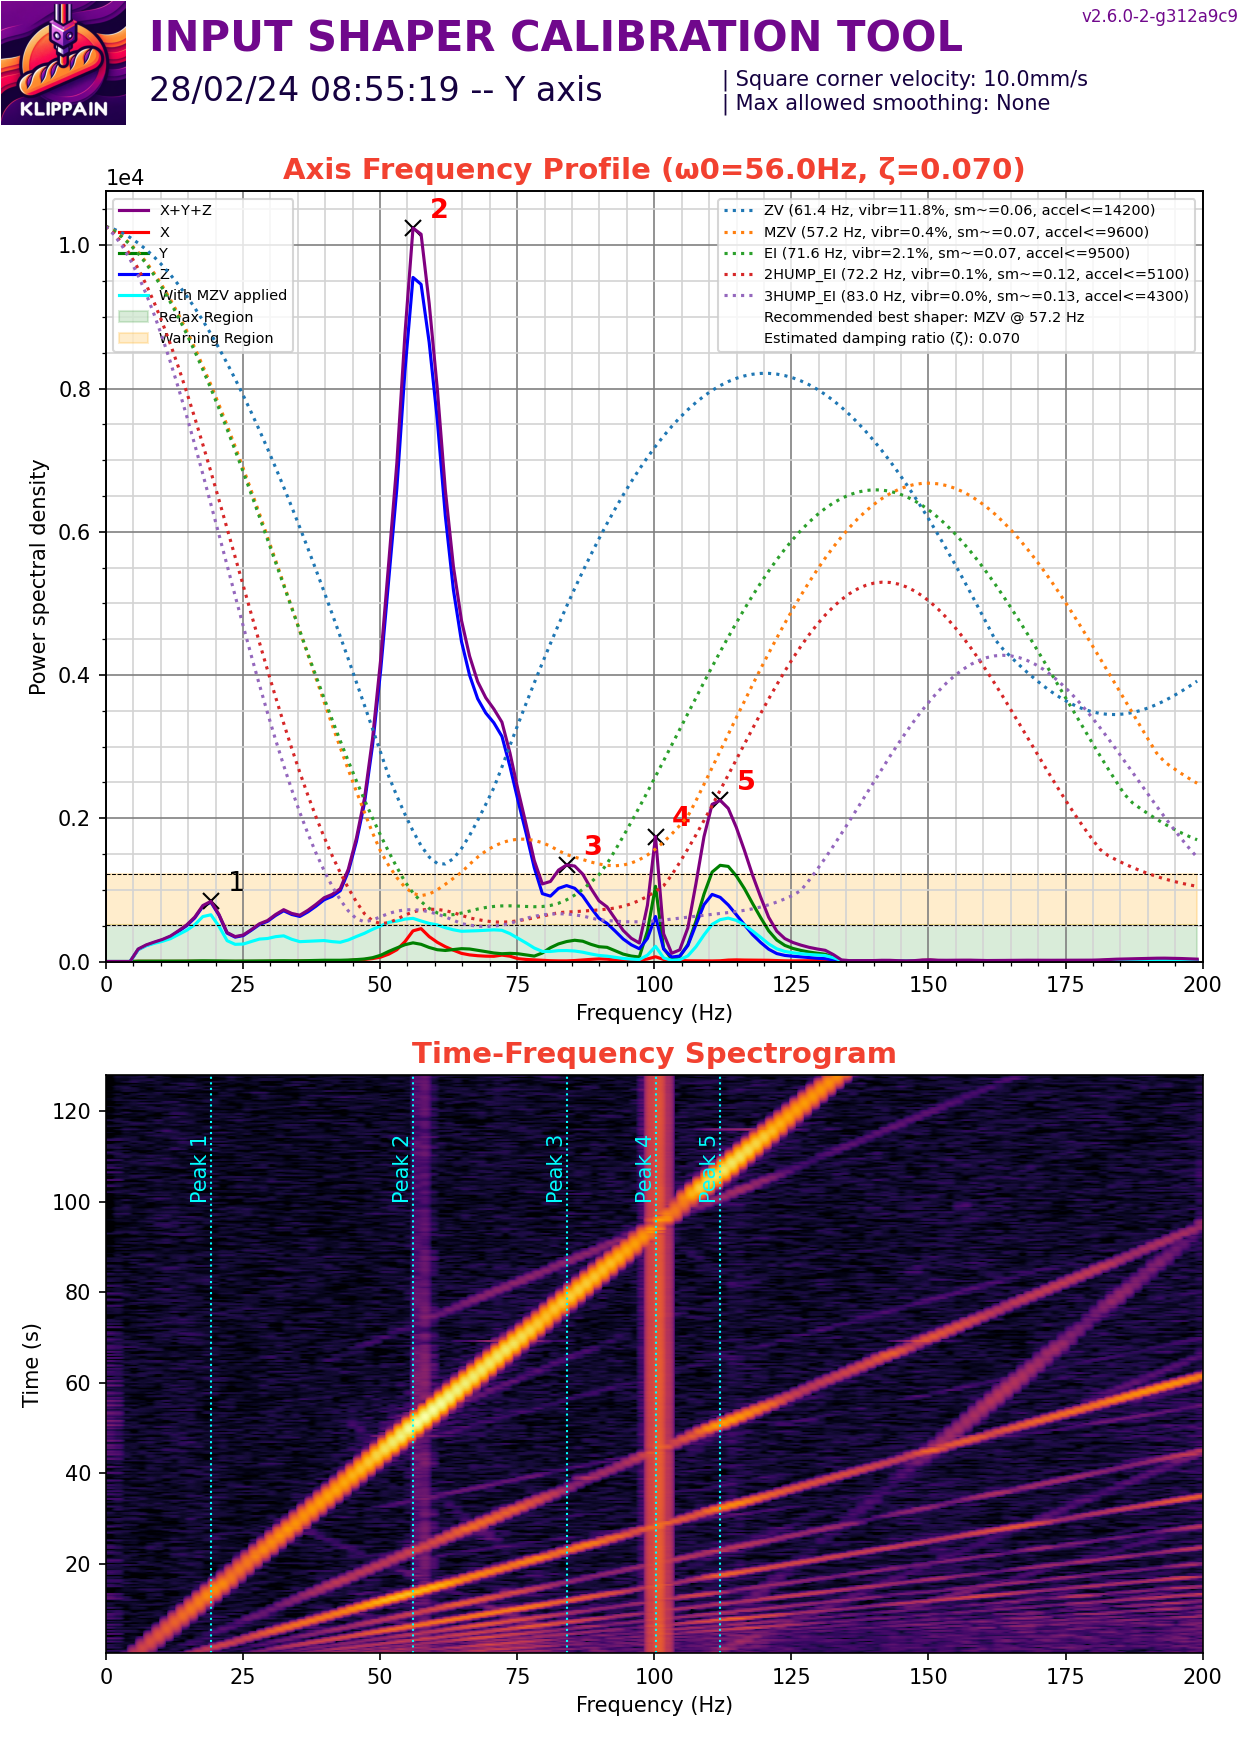 v2.6.0-2-g312a9c9
INPUT SHAPER CALIBRATION TOOL
28/02/24 08:55:19 -- Y axis
| Square corner velocity: 10.0mm/s
| Max allowed smoothing: None
KLIPPAIN
Axis Frequency Profile (ω0=56.0Hz, ζ=0.070)
1e4
X+Y+Z
X
Y
Z
With MZV applied
Relax Region
Warning Region
ZV (61.4 Hz, vibr=11.8%, sm~=0.06, accel<=14200)
MZV (57.2 Hz, vibr=0.4%, sm~=0.07, accel<=9600)
EI (71.6 Hz, vibr=2.1%, sm~=0.07, accel<=9500)
2HUMP_EI (72.2 Hz, vibr=0.1%, sm~=0.12, accel<=5100)
3HUMP_EI (83.0 Hz, vibr=0.0%, sm~=0.13, accel<=4300)
Recommended best shaper: MZV @ 57.2 Hz
Estimated damping ratio (ζ): 0.070
1
2
3
4
5
Power spectral density
1.0
0.8
0.6
0.4
0.2
0.0
0 25 50 75 100 125 150 175 200
Frequency (Hz)
Time-Frequency Spectrogram
Peak 1
Peak 2
Peak 3
Peak 4
Peak 5
Time (s)
120
100
80
60
40
20
0 25 50 75 100 125 150 175 200
Frequency (Hz)